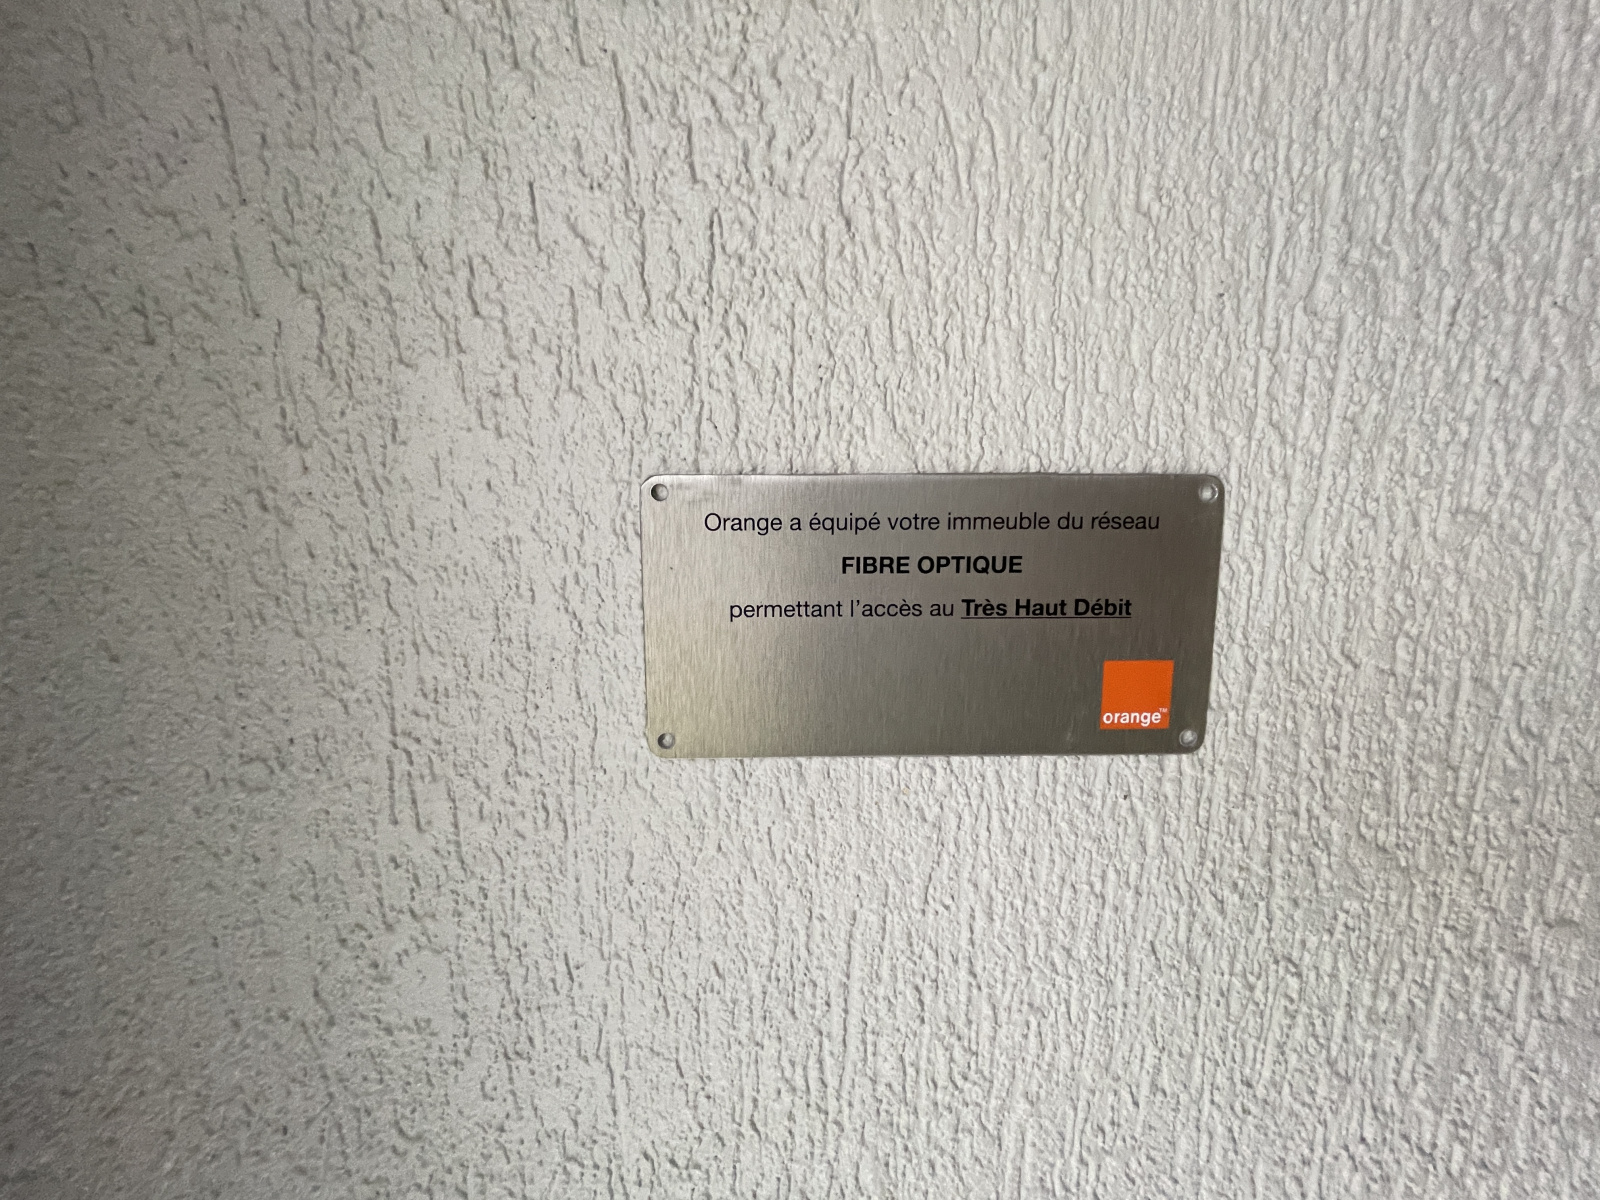 Orange a équipé votre immeuble du réseau
FIBRE OPTIQUE
permettant l'accès au Très Haut Débit
orange™